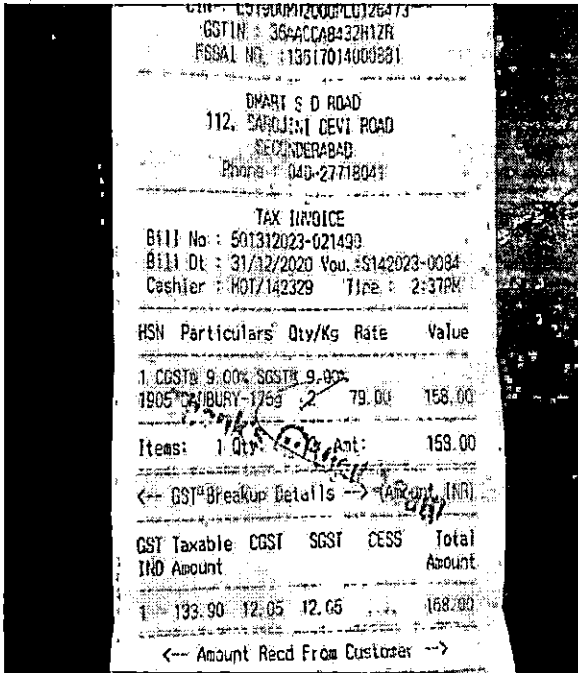 GSTIN : 36AACCA8432H1ZR
FSSAI NO. :13617014000831
DMART S D ROAD
112, SAROJINI DEVI ROAD
SECUNDERABAD
Phone : 040-27718041
TAX INVOICE
Bill No : 501312023-021490
Bill Dt : 31/12/2020 Vou. :S142023-0084
Cashier : HOT/142329 Time : 2:37PM
HSN Particulars Qty/Kg Rate Value
1 CGST@ 9.00% SGST@ 9.00%
1905 CADBURY-175g 2 79.00 158.00
Items: 1 Qty: Amt: 158.00
<-- GST Breakup Details --> (Amount INR)
GST Taxable CGST SGST CESS Total
IND Amount Amount
1 133.90 12.05 12.05 158.00
<-- Amount Recd From Customer -->